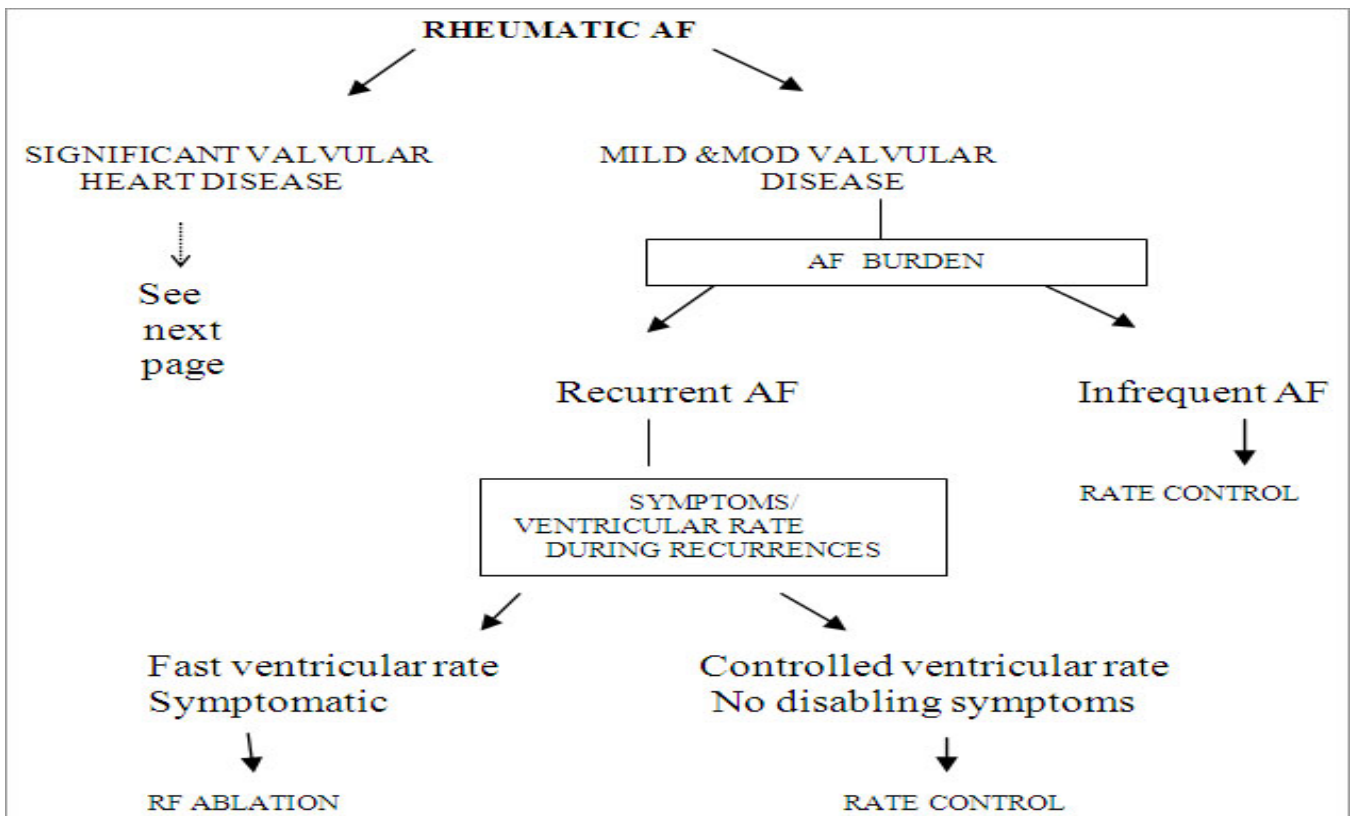 RHEUMATIC AF
SIGNIFICANT VALVULAR
HEART DISEASE
MILD &MOD VALVULAR
DISEASE
See
next
page
AF BURDEN
Recurrent AF
Infrequent AF
RATE CONTROL
SYMPTOMS/
VENTRICULAR RATE
DURING RECURRENCES
Fast ventricular rate
Symptomatic
Controlled ventricular rate
No disabling symptoms
RF ABLATION
RATE CONTROL